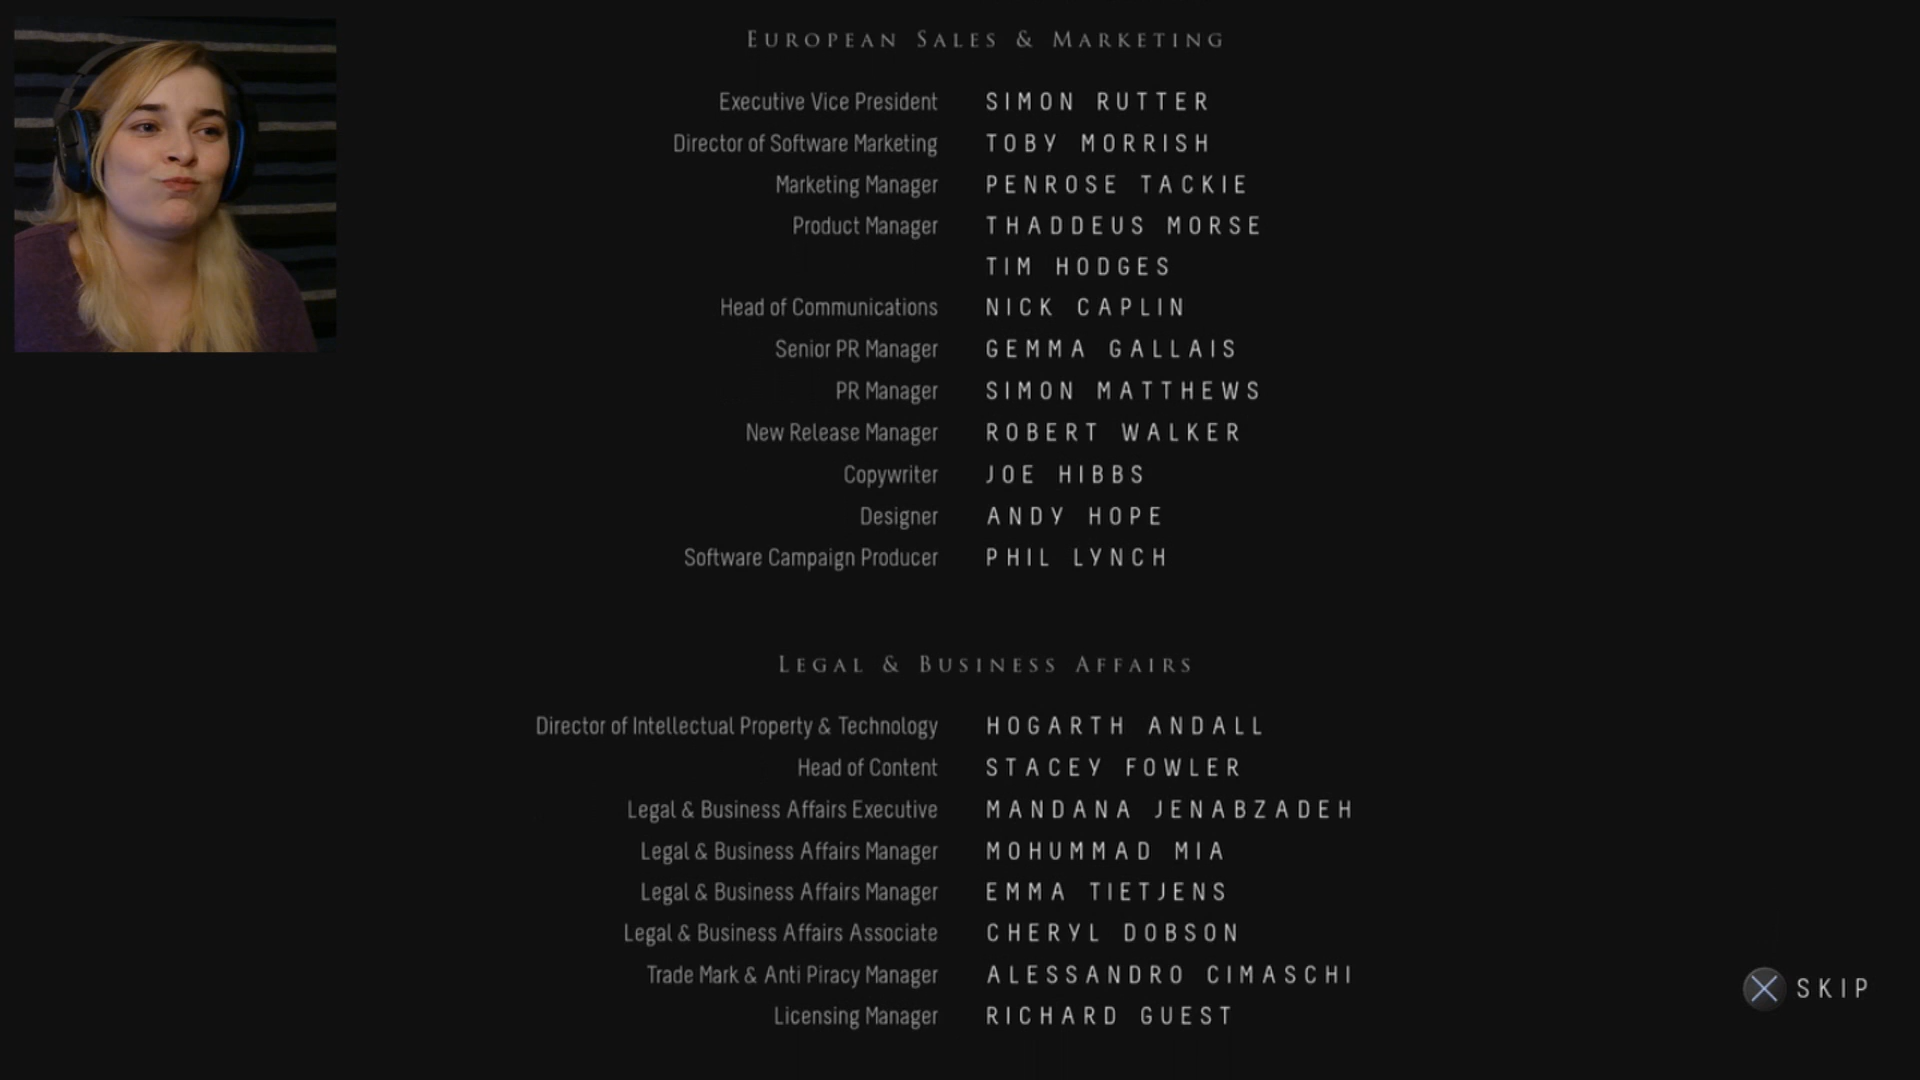 EUROPEAN SALES & MARKETING
Executive Vice President SIMON RUTTER
Director of Software Marketing TOBY MORRISH
Marketing Manager PENROSE TACKIE
Product Manager THADDEUS MORSE
TIM HODGES
Head of Communications NICK CAPLIN
Senior PR Manager GEMMA GALLAIS
PR Manager SIMON MATTHEWS
New Release Manager ROBERT WALKER
Copywriter JOE HIBBS
Designer ANDY HOPE
Software Campaign Producer PHIL LYNCH
LEGAL & BUSINESS AFFAIRS
Director of Intellectual Property & Technology HOGARTH ANDALL
Head of Content STACEY FOWLER
Legal & Business Affairs Executive MANDANA JENABZADEH
Legal & Business Affairs Manager MOHUMMAD MIA
Legal & Business Affairs Manager EMMA TIETJENS
Legal & Business Affairs Associate CHERYL DOBSON
Trade Mark & Anti Piracy Manager ALESSANDRO CIMASCHI
Licensing Manager RICHARD GUEST
SKIP